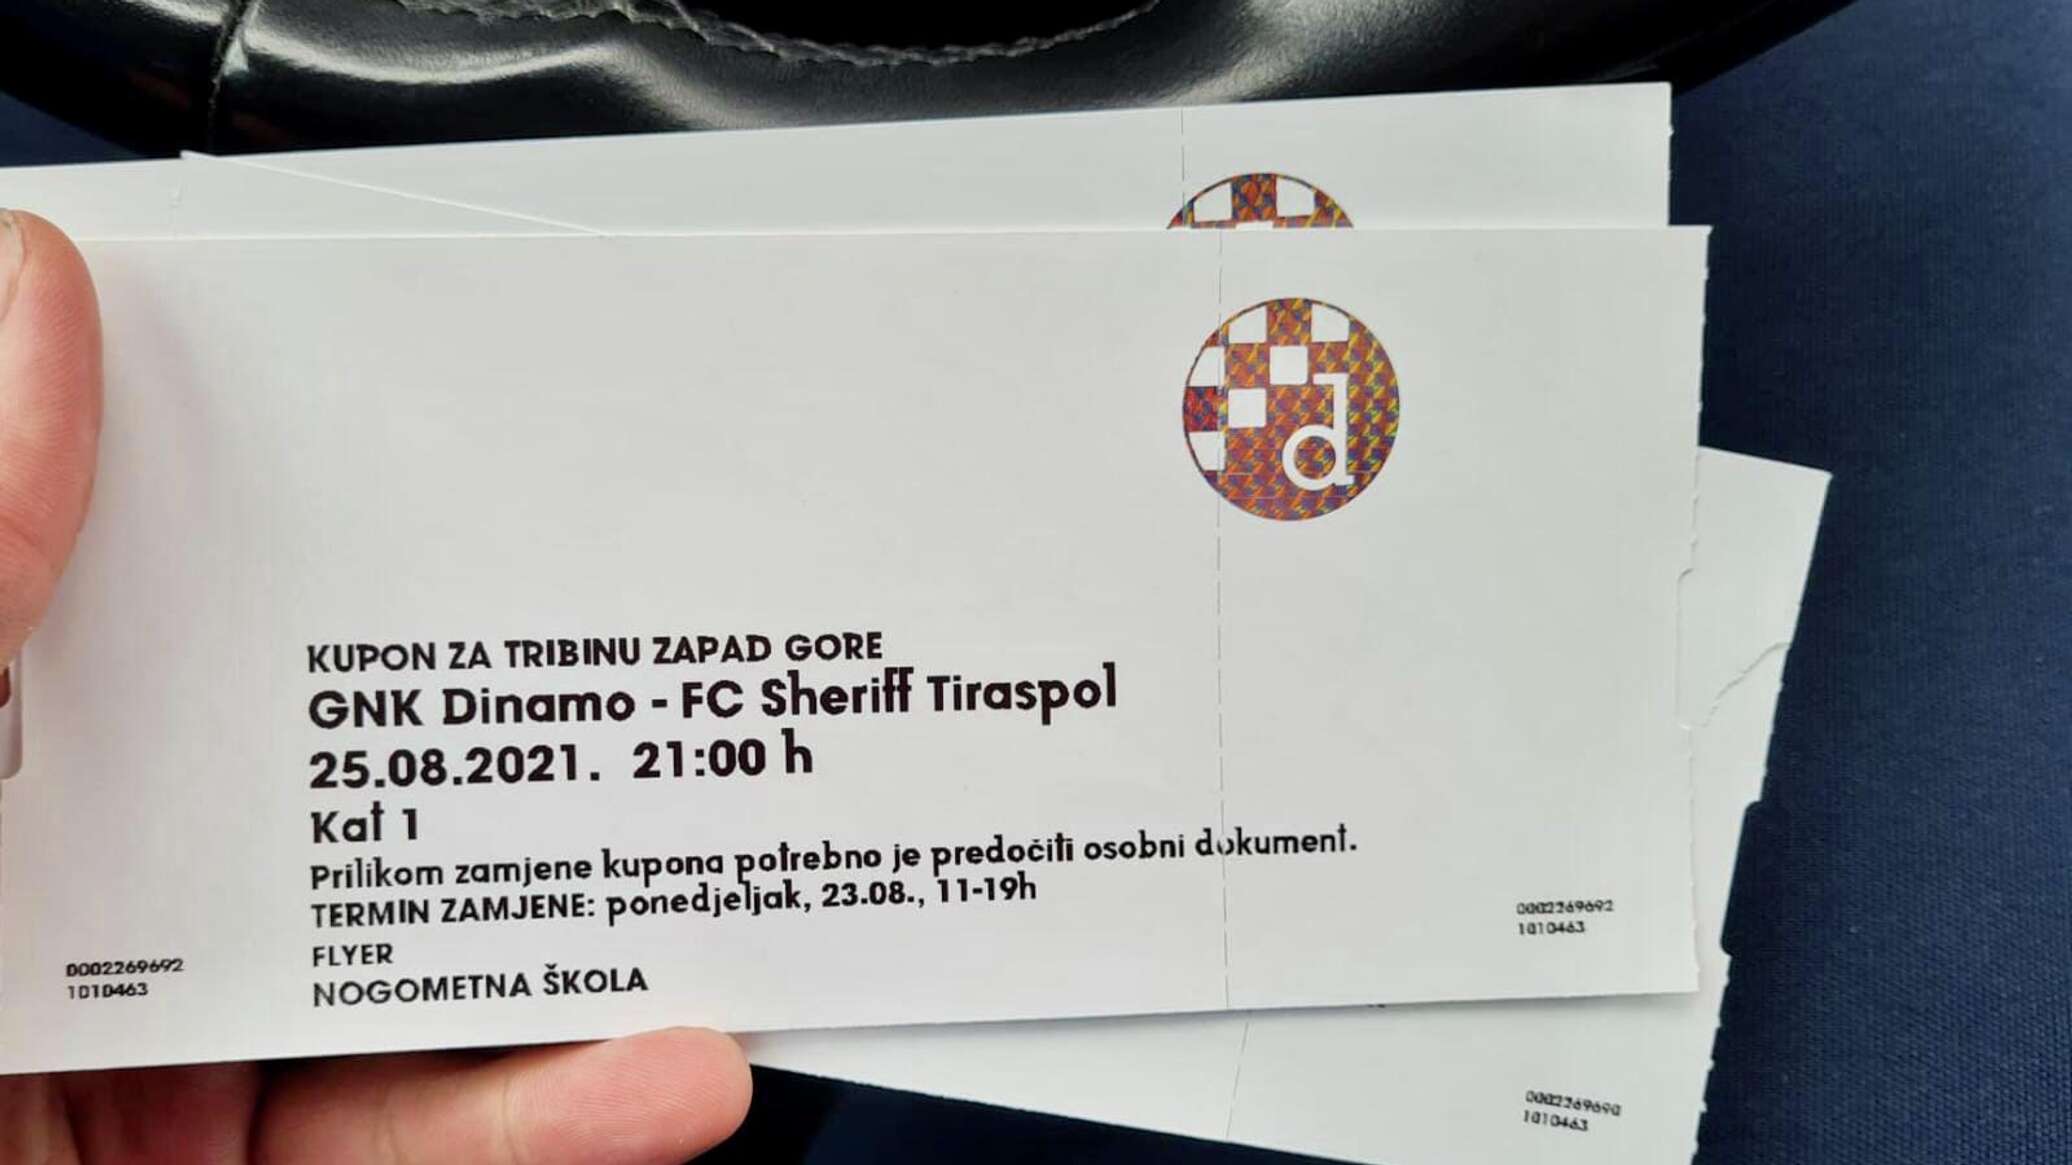 d
KUPON ZA TRIBINU ZAPAD GORE
GNK Dinamo - FC Sheriff Tiraspol
25.08.2021. 21:00 h
Kat 1
Prilikom zamjene kupona potrebno je predočiti osobni dokument.
TERMIN ZAMJENE: ponedjeljak, 23.08., 11-19h
FLYER
NOGOMETNA ŠKOLA
0002269692
1010463
0002269692
1010463
0002269690
1010463